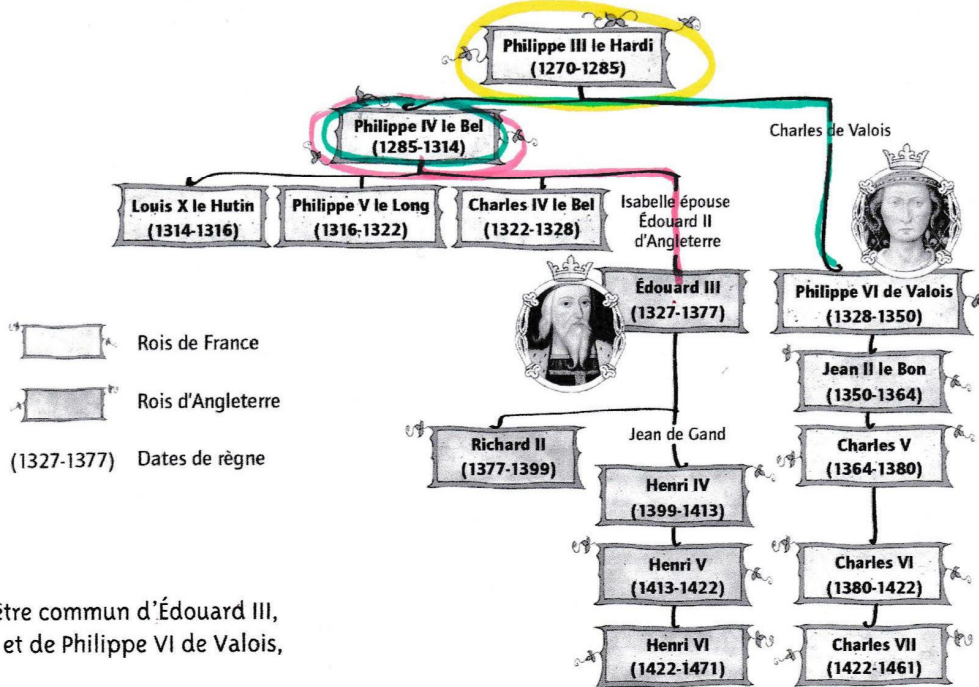 Philippe III le Hardi
(1270-1285)
Philippe IV le Bel
(1285-1314)
Charles de Valois
Louis X le Hutin
(1314-1316)
Philippe V le Long
(1316-1322)
Charles IV le Bel
(1322-1328)
Isabelle épouse
Édouard II
d'Angleterre
Édouard III
(1327-1377)
Philippe VI de Valois
(1328-1350)
Rois de France
Jean II le Bon
(1350-1364)
Rois d'Angleterre
Richard II
(1377-1399)
Jean de Gand
Charles V
(1364-1380)
(1327-1377) Dates de règne
Henri IV
(1399-1413)
Henri V
(1413-1422)
Charles VI
(1380-1422)
être commun d'Édouard III,
et de Philippe VI de Valois,
Henri VI
(1422-1471)
Charles VII
(1422-1461)